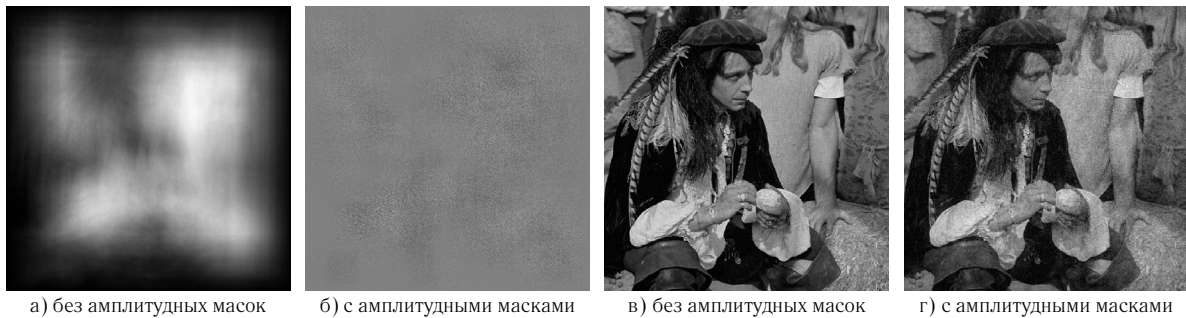 а) без амплитудных масок
б) с амплитудными масками
в) без амплитудных масок
г) с амплитудными масками